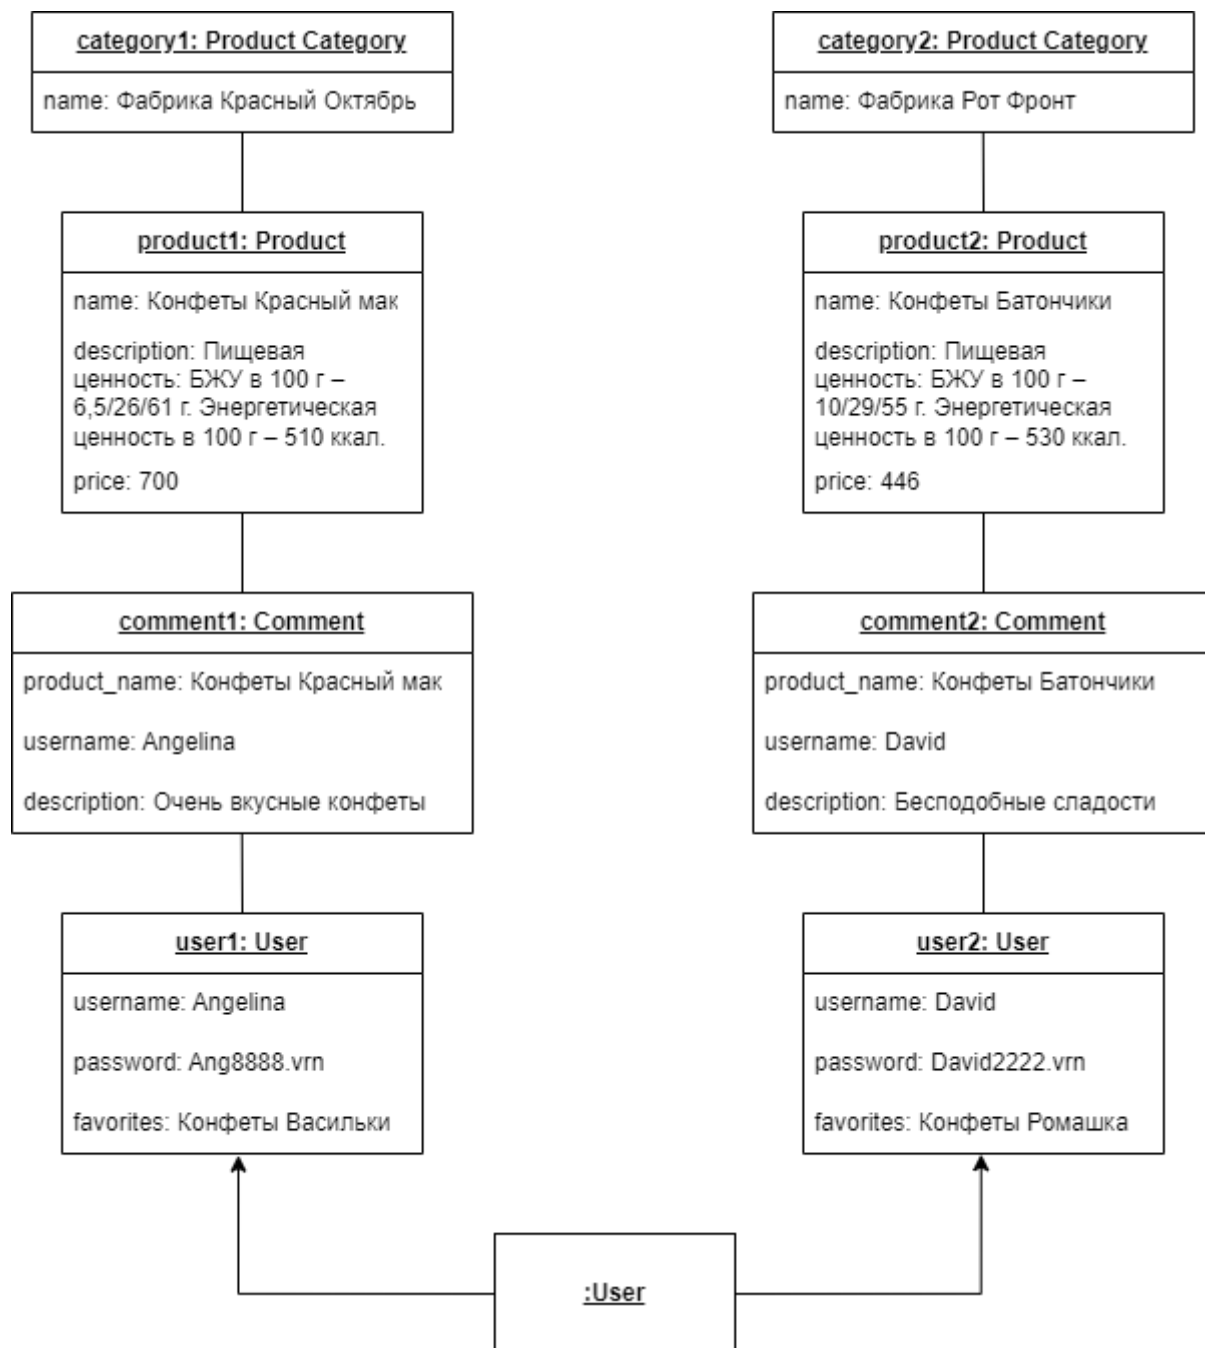 category1: Product Category
name: Фабрика Красный Октябрь
product1: Product
name: Конфеты Красный мак
description: Пищевая
ценность: БЖУ в 100 г –
6,5/26/61 г. Энергетическая
ценность в 100 г – 510 ккал.
price: 700
comment1: Comment
product_name: Конфеты Красный мак
username: Angelina
description: Очень вкусные конфеты
user1: User
username: Angelina
password: Ang8888.vrn
favorites: Конфеты Васильки
category2: Product Category
name: Фабрика Рот Фронт
product2: Product
name: Конфеты Батончики
description: Пищевая
ценность: БЖУ в 100 г –
10/29/55 г. Энергетическая
ценность в 100 г – 530 ккал.
price: 446
comment2: Comment
product_name: Конфеты Батончики
username: David
description: Бесподобные сладости
user2: User
username: David
password: David2222.vrn
favorites: Конфеты Ромашка
:User